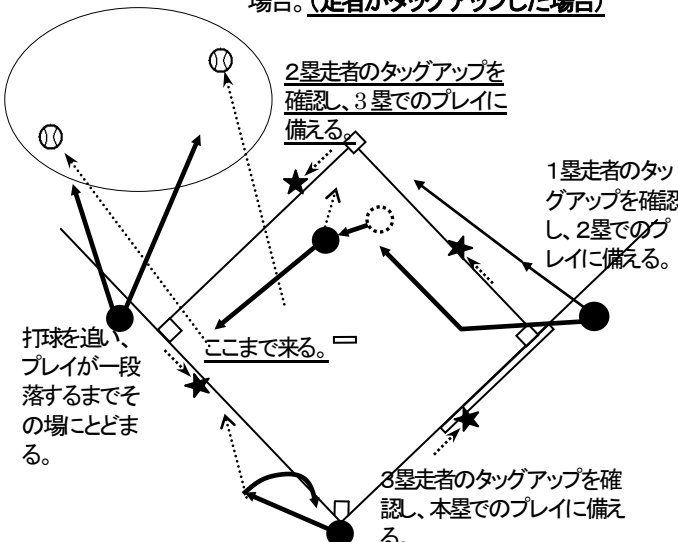 場合。(走者がタッグアップした場合)
2塁走者のタッグアップを
確認し、3塁でのプレイに
備える。
1塁走者のタッ
グアップを確認
し、2塁でのプ
レイに備える。
打球を追い、
プレイが一段
落するまでそ
の場にとどま
る。
ここまで来る。
3塁走者のタッグアップを確
認し、本塁でのプレイに備え
る。